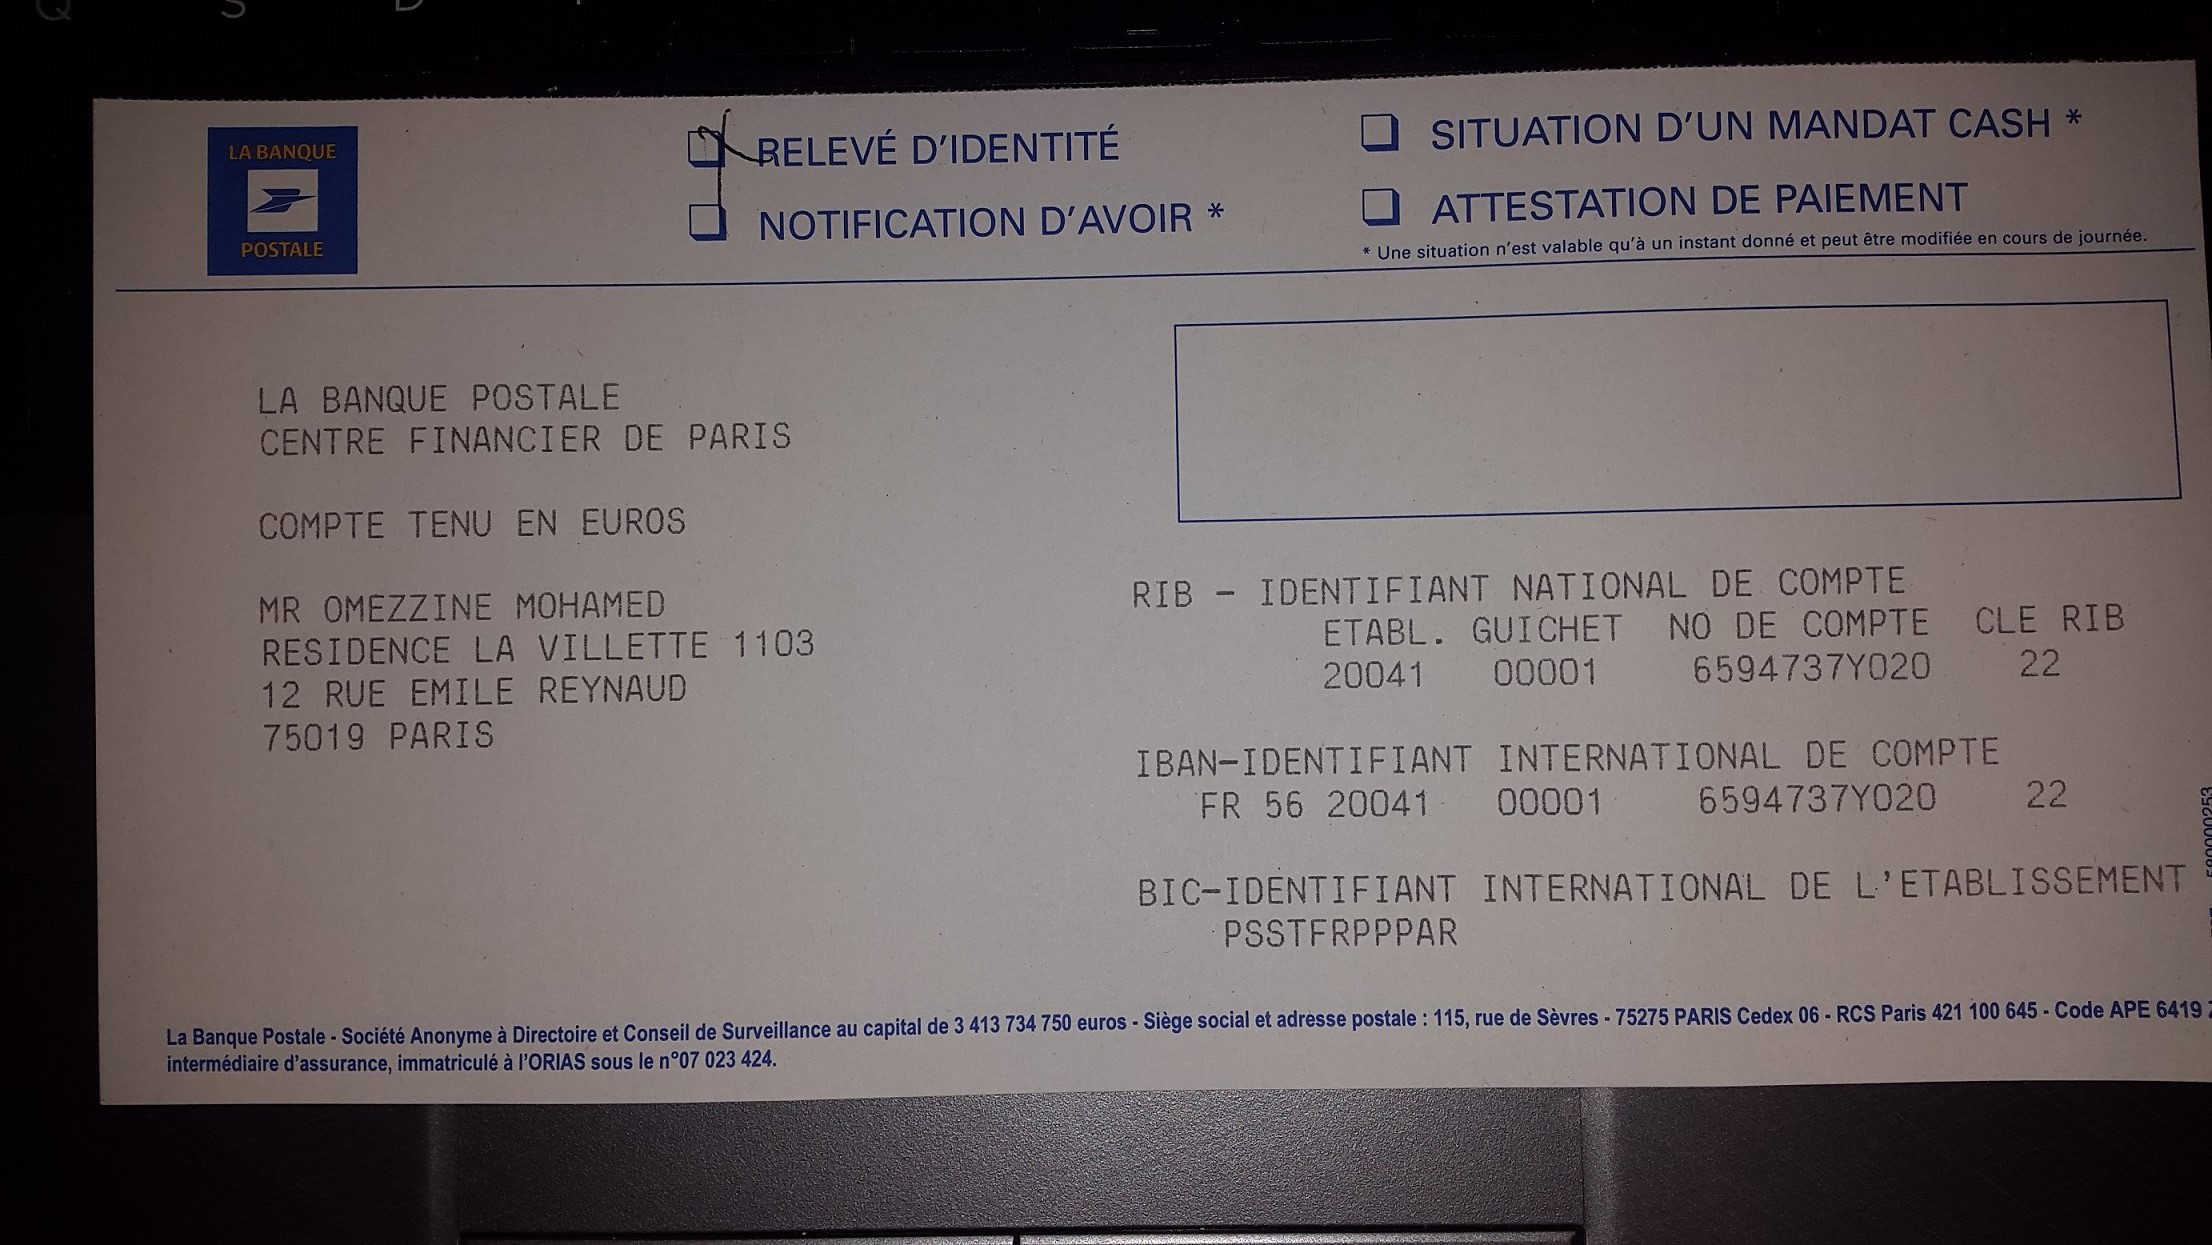 LA BANQUE
POSTALE
RELEVÉ D'IDENTITÉ
NOTIFICATION D'AVOIR *
SITUATION D'UN MANDAT CASH *
ATTESTATION DE PAIEMENT
* Une situation n'est valable qu'à un instant donné et peut être modifiée en cours de journée.
LA BANQUE POSTALE
CENTRE FINANCIER DE PARIS
COMPTE TENU EN EUROS
MR OMEZZINE MOHAMED
RESIDENCE LA VILLETTE 1103
12 RUE EMILE REYNAUD
75019 PARIS
RIB - IDENTIFIANT NATIONAL DE COMPTE
ETABL. GUICHET NO DE COMPTE CLE RIB
20041 00001 6594737Y020 22
IBAN-IDENTIFIANT INTERNATIONAL DE COMPTE
FR 56 20041 00001 6594737Y020 22
BIC-IDENTIFIANT INTERNATIONAL DE L'ETABLISSEMENT
PSSTFRPPPAR
La Banque Postale - Société Anonyme à Directoire et Conseil de Surveillance au capital de 3 413 734 750 euros - Siège social et adresse postale : 115, rue de Sèvres - 75275 PARIS Cedex 06 - RCS Paris 421 100 645 - Code APE 6419
intermédiaire d'assurance, immatriculé à l'ORIAS sous le n°07 023 424.